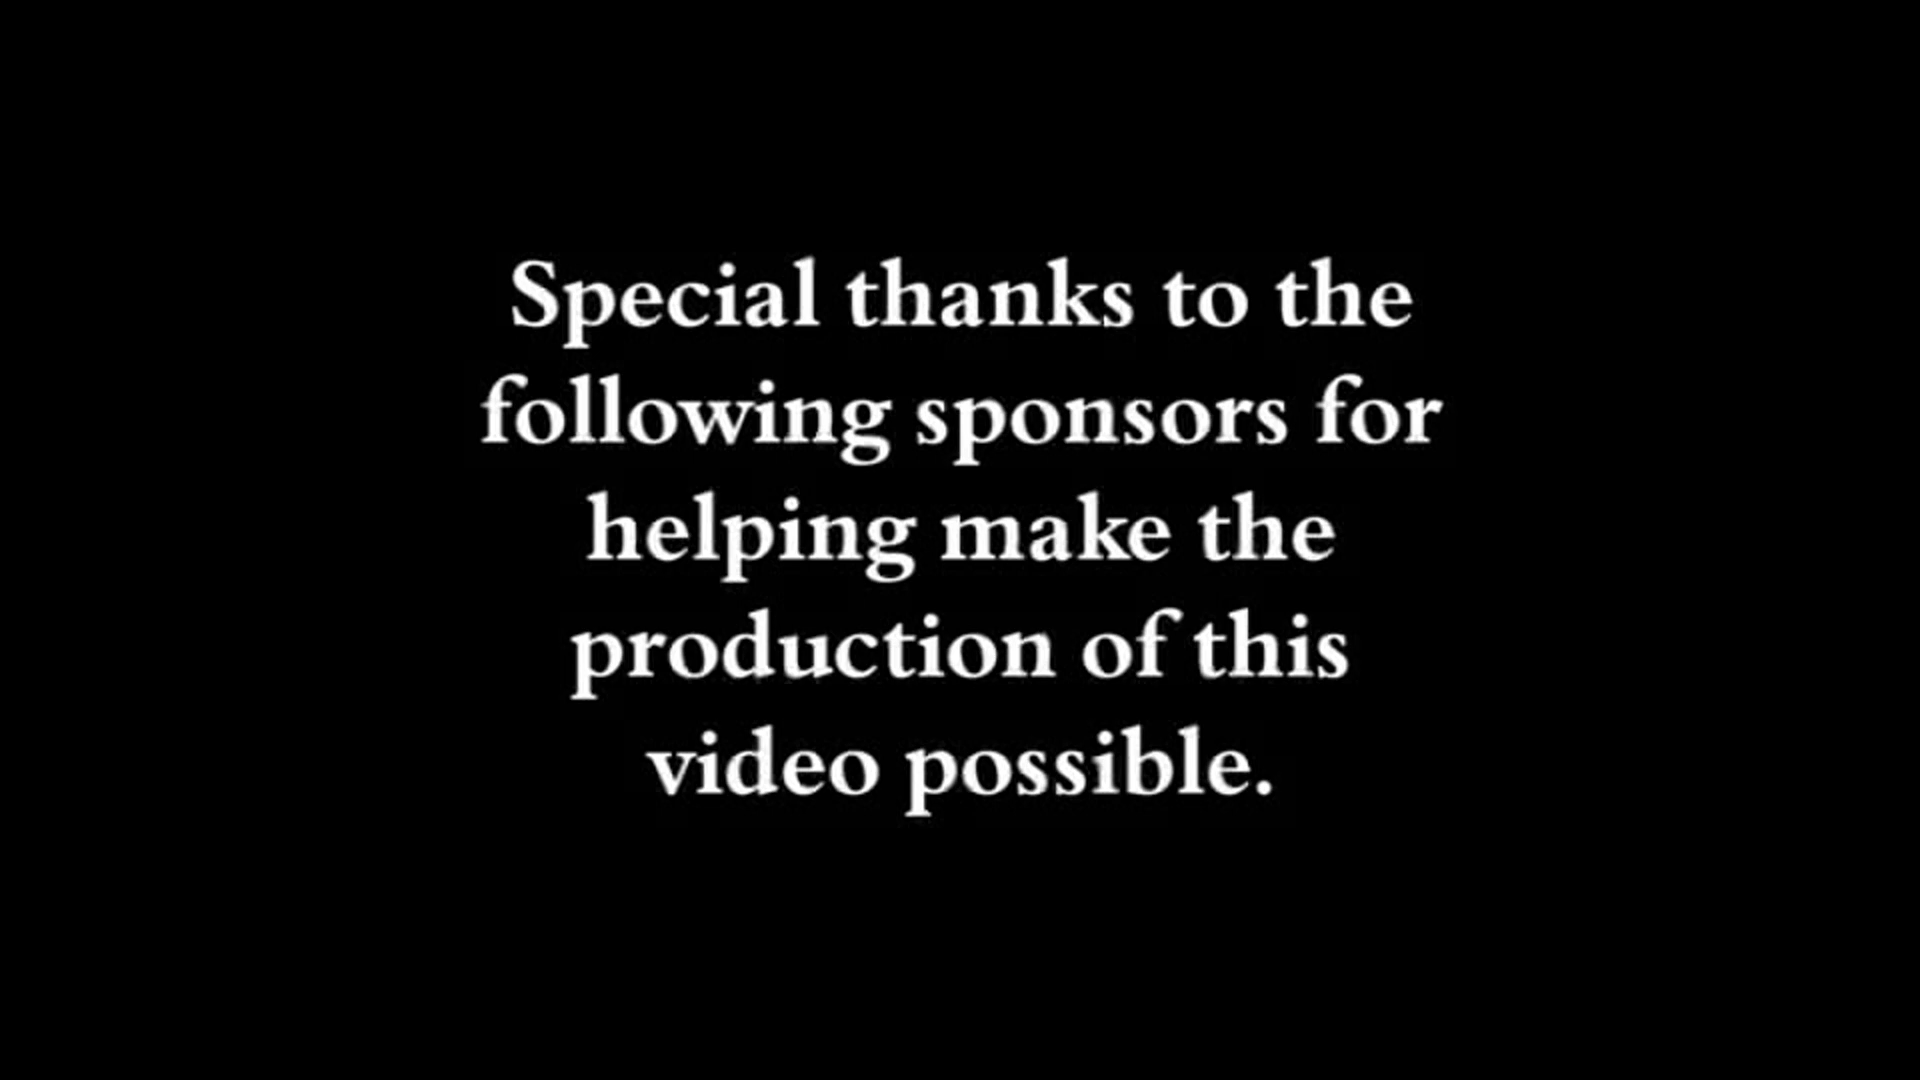 Special thanks to the
following sponsors for
helping make the
production of this
video possible.